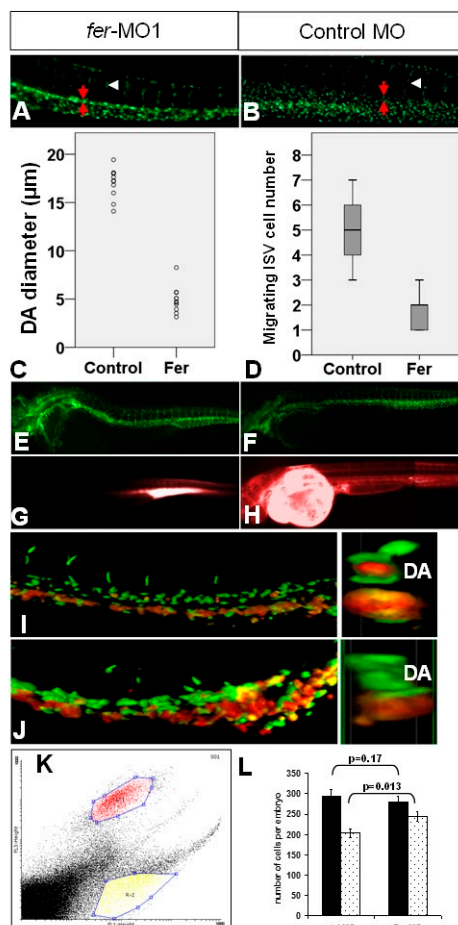 fer-MO1 Control MO
A B
DA diameter (µm)
20
15
10
5
0
Control Fer
C
Migrating ISV cell number
8
7
6
5
4
3
2
1
0
Control Fer
D
E F
G H
I DA
J DA
K
001
R-2
L
p=0.17
p=0.013
number of cells per embryo
350
300
250
200
150
100
50
0